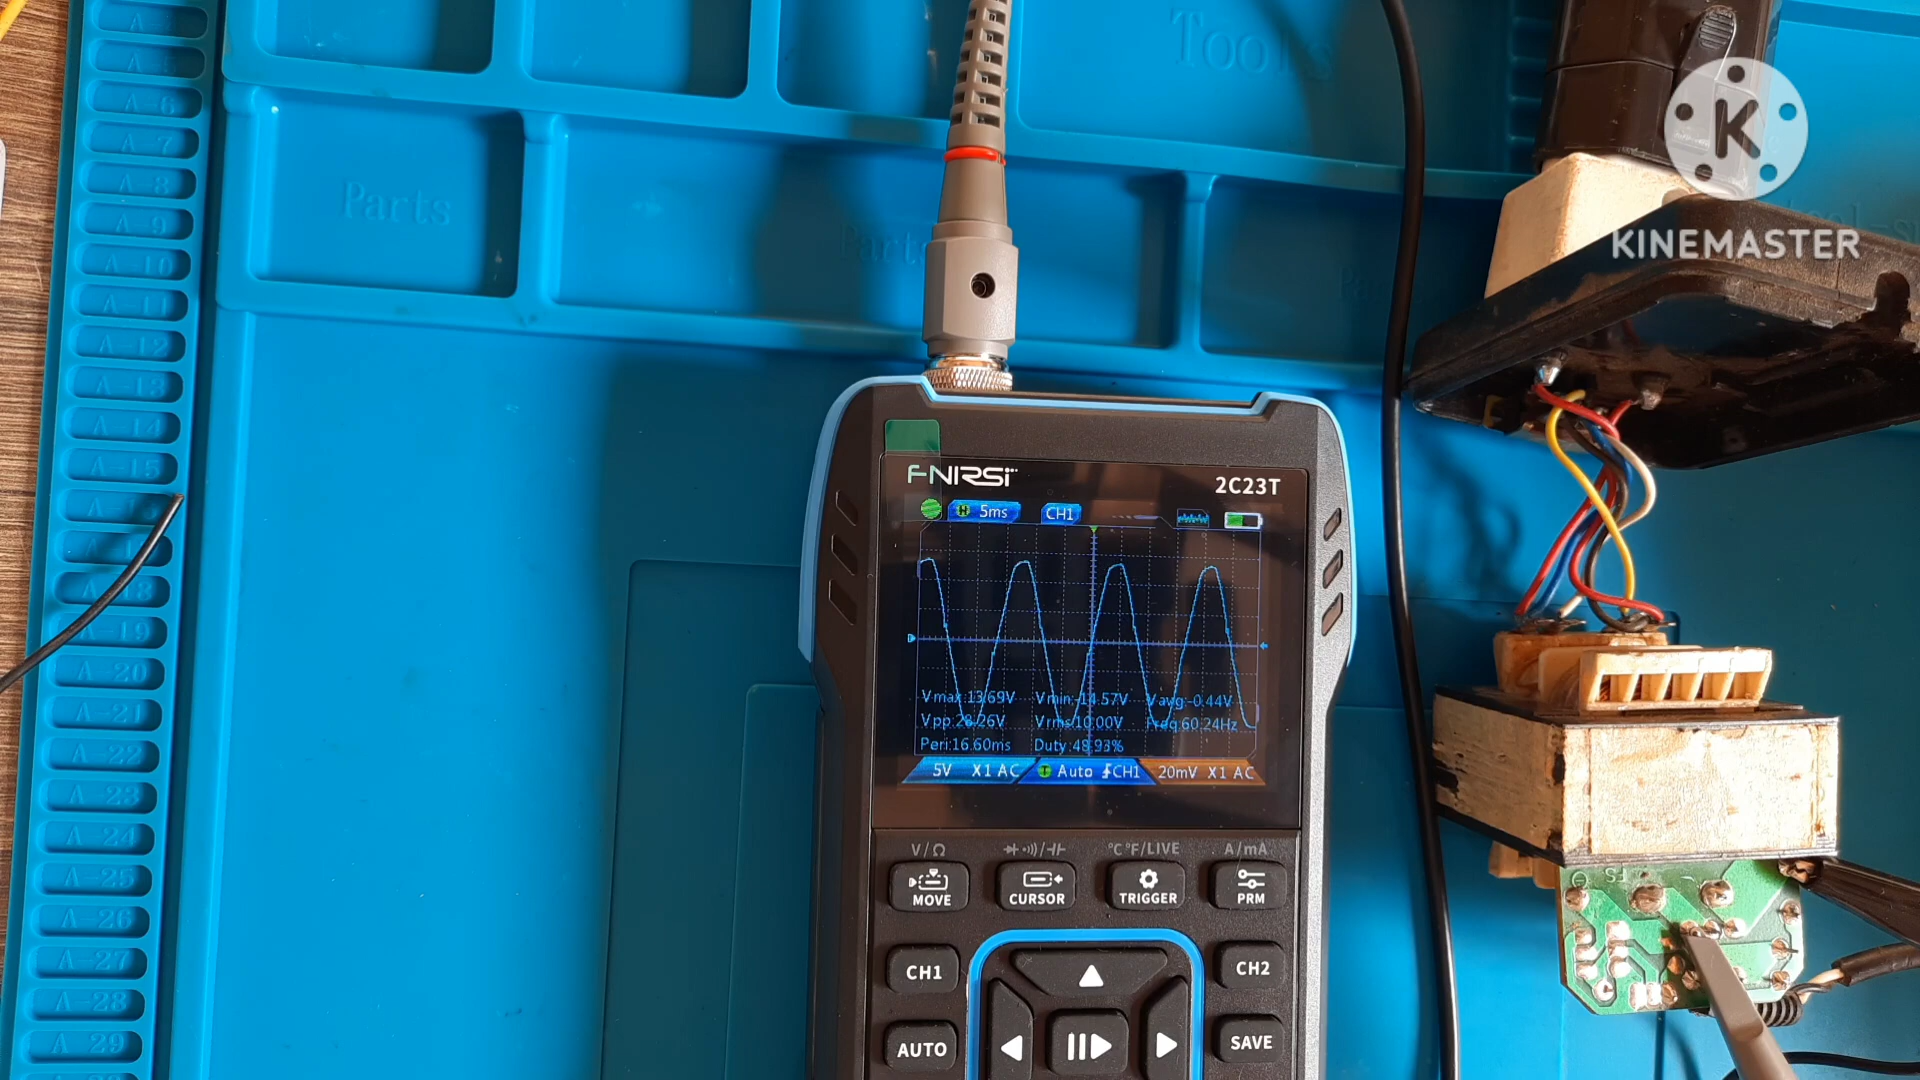 Tools
Parts
Parts
KINEMASTER
A-6
A-7
A-8
A-9
A-10
A-11
A-12
A-13
A-14
A-15
A-18
A-19
A-20
A-21
A-22
A-23
A-24
A-25
A-26
A-27
A-28
A 29
FNIRSI
2C23T
H 5ms CH1
Vmax:13.69V Vmin:-14.57V Vavg:-0.44V
Vpp:28.26V Vrms:10.00V Freq:60.24Hz
Peri:16.60ms Duty:48.93%
5V X1 AC T Auto CH1 20mV X1 AC
V/Ω °C °F/LIVE A/mA
MOVE CURSOR TRIGGER PRM
CH1 CH2
AUTO SAVE
FS